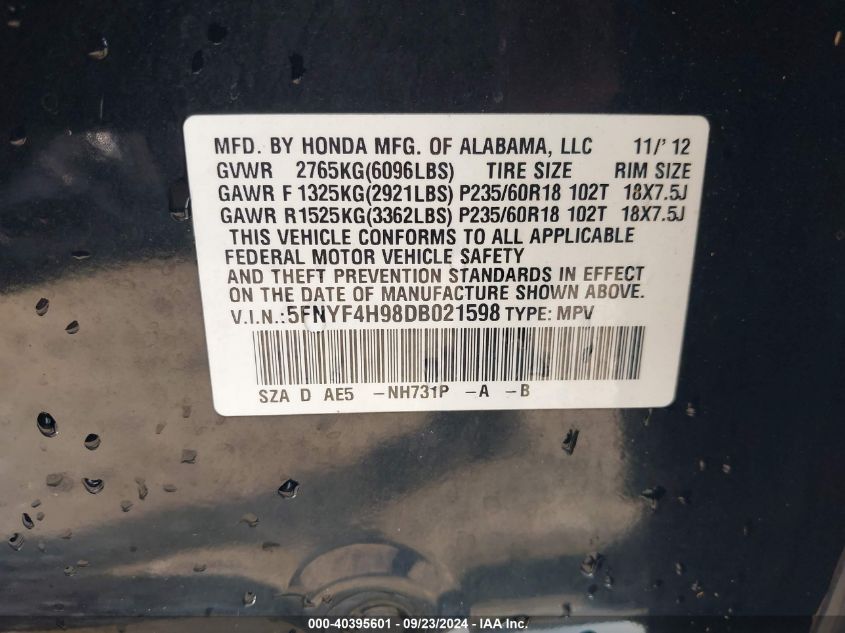 MFD. BY HONDA MFG. OF ALABAMA, LLC 11/'12
GVWR 2765KG(6096LBS) TIRE SIZE RIM SIZE
GAWR F 1325KG(2921LBS) P235/60R18 102T 18X7.5J
GAWR R1525KG(3362LBS) P235/60R18 102T 18X7.5J
THIS VEHICLE CONFORMS TO ALL APPLICABLE
FEDERAL MOTOR VEHICLE SAFETY
AND THEFT PREVENTION STANDARDS IN EFFECT
ON THE DATE OF MANUFACTURE SHOWN ABOVE.
V.I.N.:5FNYF4H98DB021598 TYPE: MPV
SZA D AE5 -NH731P -A -B
000-40395601 - 09/23/2024 - IAA Inc.